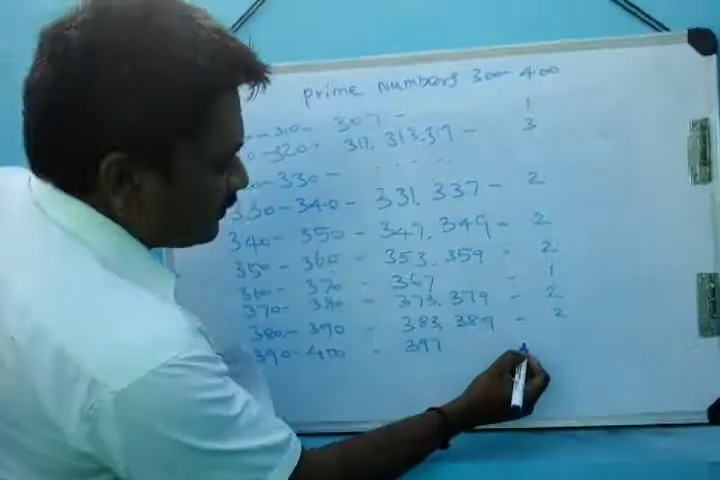 prime numbers 300-400
-310- 307 - 1
-320- 311, 313, 317 - 3
-330 - . . . . .
330-340 - 331, 337 - 2
340 - 350 - 347, 349 - 2
350 - 360 - 353, 359 - 2
360 - 370 - 367 - 1
370- 380 - 373, 379 - 2
380 - 390 - 383, 389 - 2
390-400 - 397